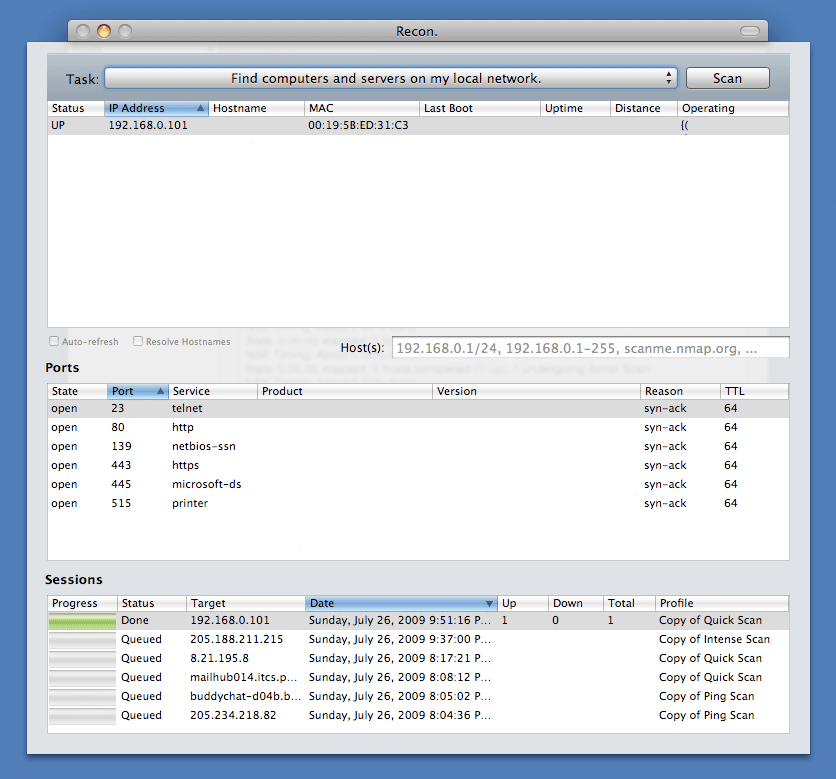 Recon.
Task: Find computers and servers on my local network. Scan
Status IP Address Hostname MAC Last Boot Uptime Distance Operating
UP 192.168.0.101 00:19:5B:ED:31:C3 {(
Auto-refresh Resolve Hostnames Host(s): 192.168.0.1/24, 192.168.0.1-255, scanme.nmap.org, ...
Ports
State Port Service Product Version Reason TTL
open 23 telnet syn-ack 64
open 80 http syn-ack 64
open 139 netbios-ssn syn-ack 64
open 443 https syn-ack 64
open 445 microsoft-ds syn-ack 64
open 515 printer syn-ack 64
Sessions
Progress Status Target Date Up Down Total Profile
Done 192.168.0.101 Sunday, July 26, 2009 9:51:16 P... 1 0 1 Copy of Quick Scan
Queued 205.188.211.215 Sunday, July 26, 2009 9:37:00 P... Copy of Intense Scan
Queued 8.21.195.8 Sunday, July 26, 2009 8:17:21 P... Copy of Quick Scan
Queued mailhub014.itcs.p... Sunday, July 26, 2009 8:08:12 P... Copy of Quick Scan
Queued buddychat-d04b.b... Sunday, July 26, 2009 8:05:02 P... Copy of Ping Scan
Queued 205.234.218.82 Sunday, July 26, 2009 8:04:36 P... Copy of Ping Scan